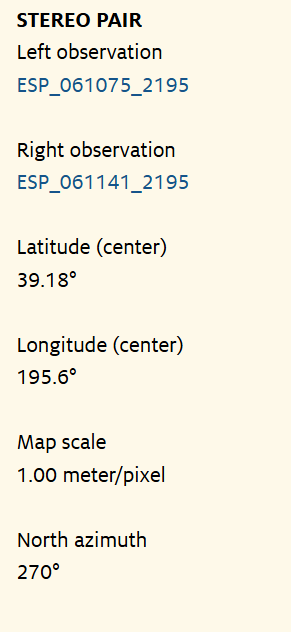 STEREO PAIR
Left observation
ESP_061075_2195
Right observation
ESP_061141_2195
Latitude (center)
39.18°
Longitude (center)
195.6°
Map scale
1.00 meter/pixel
North azimuth
270°